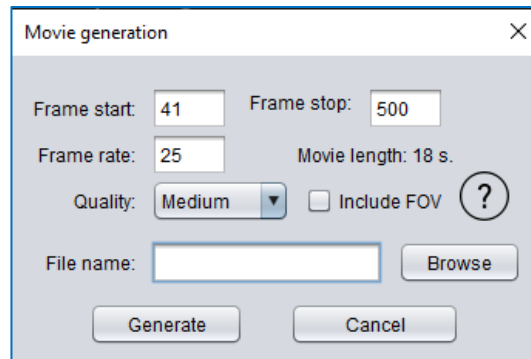 Movie generation
Frame start: 41 Frame stop: 500
Frame rate: 25 Movie length: 18 s.
Quality: Medium Include FOV ?
File name: Browse
Generate Cancel